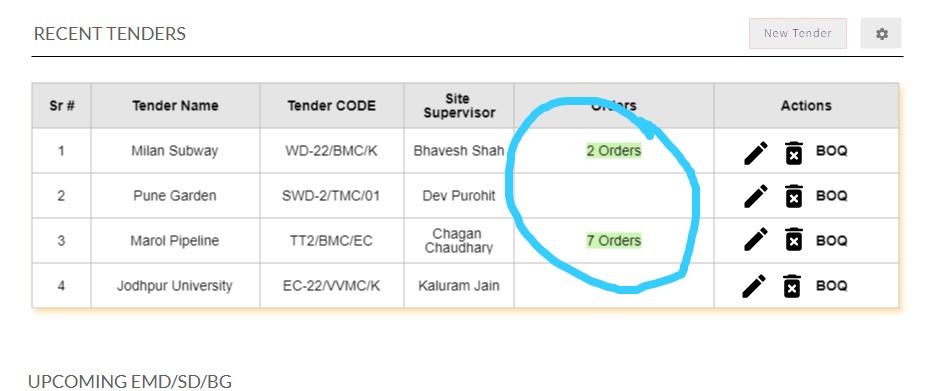 RECENT TENDERS
New Tender
Sr # Tender Name Tender CODE Site Supervisor Orders Actions
1 Milan Subway WD-22/BMC/K Bhavesh Shah 2 Orders BOQ
2 Pune Garden SWD-2/TMC/01 Dev Purohit BOQ
3 Marol Pipeline TT2/BMC/EC Chagan Chaudhary 7 Orders BOQ
4 Jodhpur University EC-22/VVMC/K Kaluram Jain BOQ
UPCOMING EMD/SD/BG